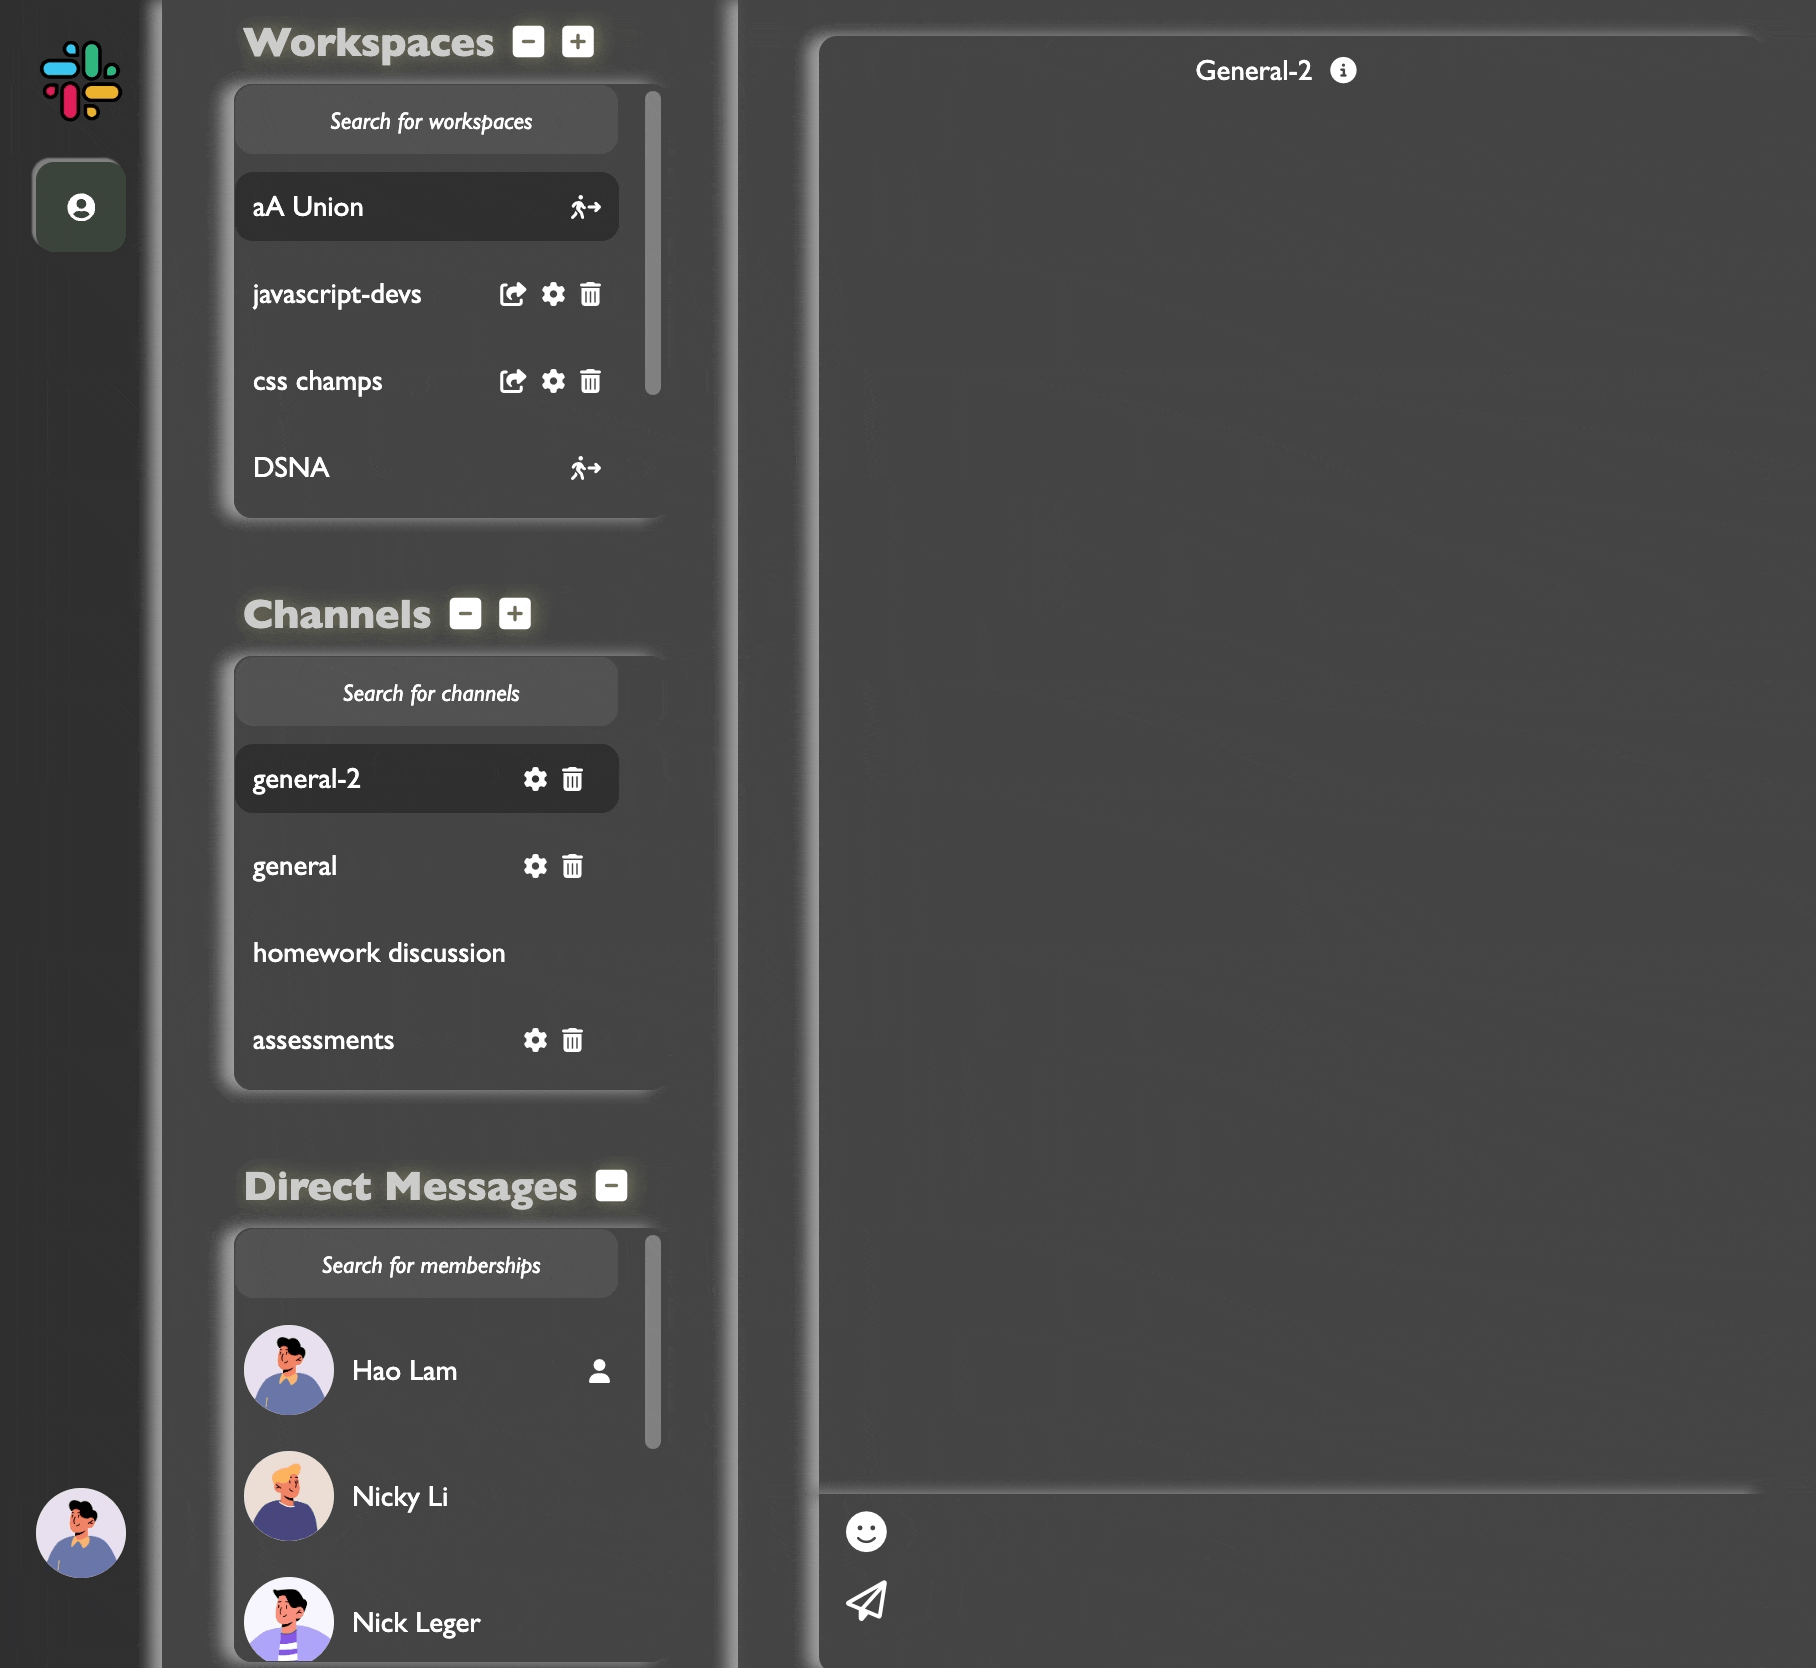 Workspaces
Search for workspaces
aA Union
javascript-devs
css champs
DSNA
Channels
Search for channels
general-2
general
homework discussion
assessments
Direct Messages
Search for memberships
Hao Lam
Nicky Li
Nick Leger
General-2